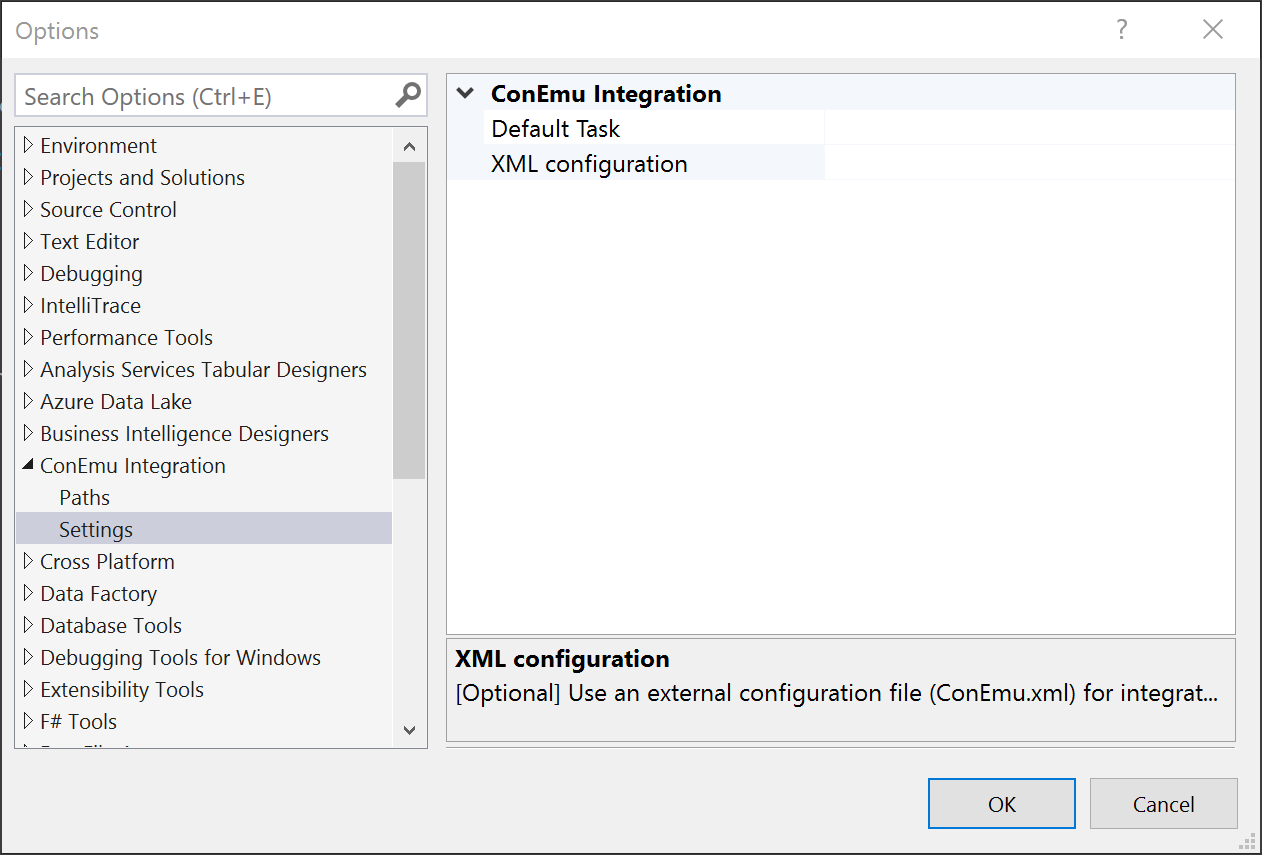 Options
?
Search Options (Ctrl+E)
Environment
Projects and Solutions
Source Control
Text Editor
Debugging
IntelliTrace
Performance Tools
Analysis Services Tabular Designers
Azure Data Lake
Business Intelligence Designers
ConEmu Integration
Paths
Settings
Cross Platform
Data Factory
Database Tools
Debugging Tools for Windows
Extensibility Tools
F# Tools
ConEmu Integration
Default Task
XML configuration
XML configuration
[Optional] Use an external configuration file (ConEmu.xml) for integrat...
OK
Cancel